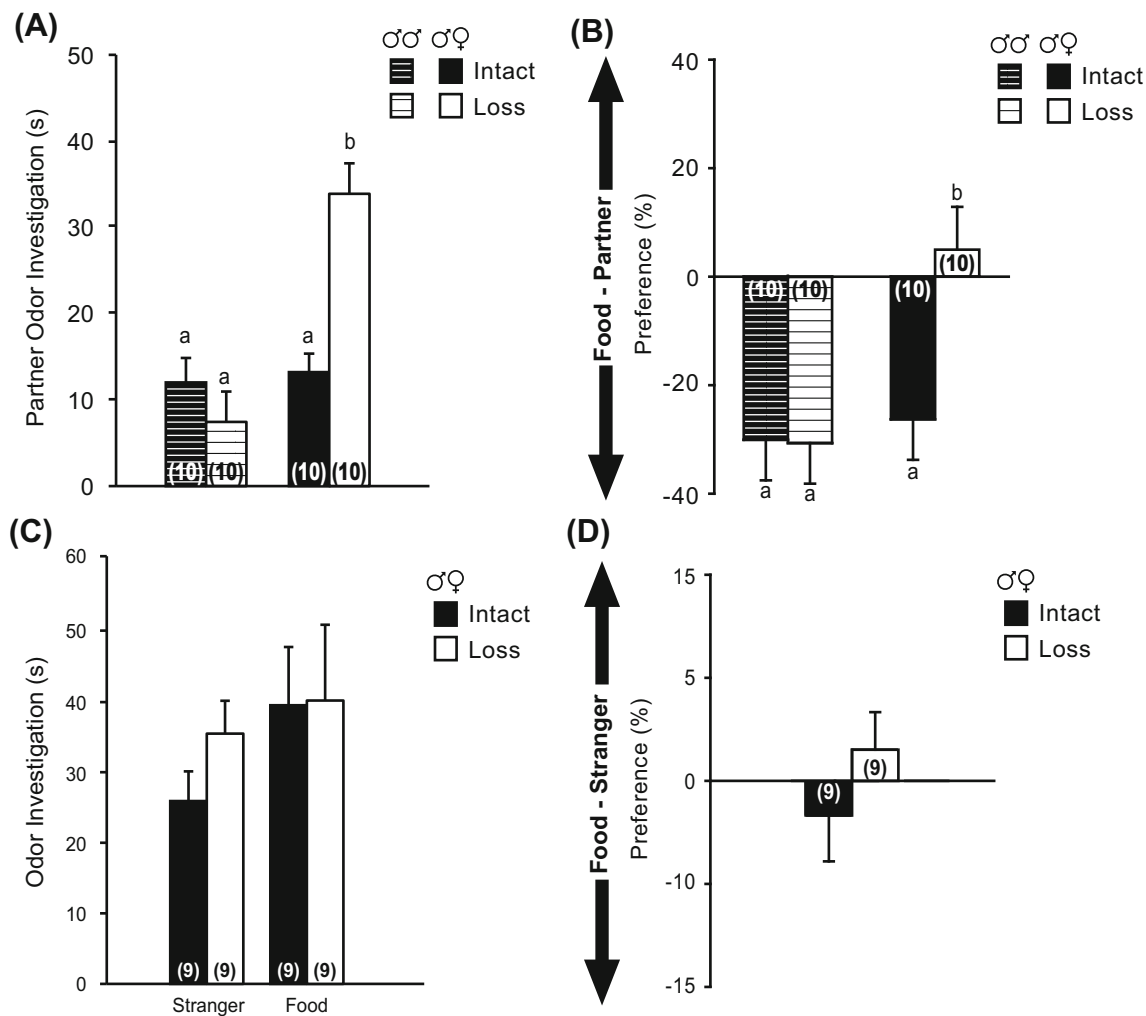 (A)
♂♂ ♂♀
Intact
Loss
Partner Odor Investigation (s)
50
40
30
20
10
0
a
a
a
b
(10)
(10)
(10)
(10)
(B)
♂♂ ♂♀
Intact
Loss
Food - Partner
Preference (%)
40
20
0
-20
-40
(10)
(10)
(10)
(10)
a
a
a
b
(C)
♂♀
Intact
Loss
Odor Investigation (s)
60
50
40
30
20
10
0
(9)
(9)
(9)
(9)
Stranger
Food
(D)
♂♀
Intact
Loss
Food - Stranger
Preference (%)
15
5
0
-10
-15
(9)
(9)